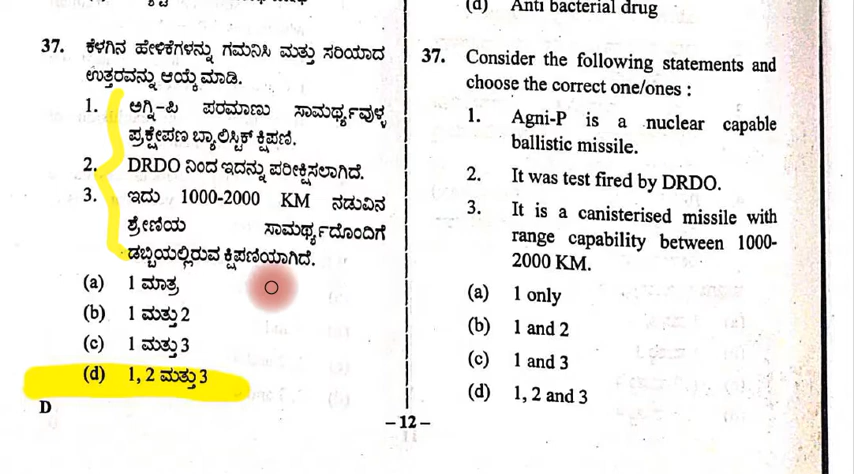 37. ಕೆಳಗಿನ ಹೇಳಿಕೆಗಳನ್ನು ಗಮನಿಸಿ ಮತ್ತು ಸರಿಯಾದ
ಉತ್ತರವನ್ನು ಆಯ್ಕೆ ಮಾಡಿ.
1. ಅಗ್ನಿ-ಪಿ ಪರಮಾಣು ಸಾಮರ್ಥ್ಯವುಳ್ಳ
ಪ್ರಕ್ಷೇಪಣ ಬ್ಯಾಲಿಸ್ಟಿಕ್ ಕ್ಷಿಪಣಿ.
2. DRDO ನಿಂದ ಇದನ್ನು ಪರೀಕ್ಷಿಸಲಾಗಿದೆ.
3. ಇದು 1000-2000 KM ನಡುವಿನ
ಶ್ರೇಣಿಯ ಸಾಮರ್ಥ್ಯದೊಂದಿಗೆ
ಡಬ್ಬಿಯಲ್ಲಿರುವ ಕ್ಷಿಪಣಿಯಾಗಿದೆ.
(a) 1 ಮಾತ್ರ
(b) 1 ಮತ್ತು 2
(c) 1 ಮತ್ತು 3
(d) 1, 2 ಮತ್ತು 3
D
(d) Anti bacterial drug
37. Consider the following statements and
choose the correct one/ones :
1. Agni-P is a nuclear capable
ballistic missile.
2. It was test fired by DRDO.
3. It is a canisterised missile with
range capability between 1000-
2000 KM.
(a) 1 only
(b) 1 and 2
(c) 1 and 3
(d) 1, 2 and 3
– 12 –